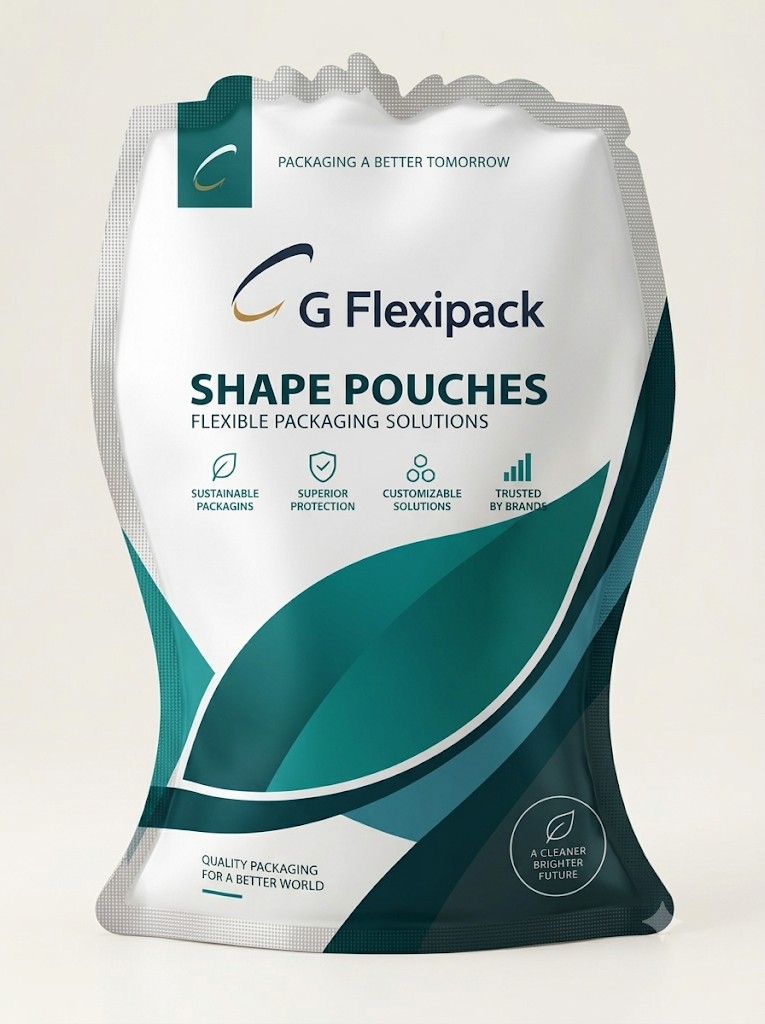 PACKAGING A BETTER TOMORROW
G Flexipack
SHAPE POUCHES
FLEXIBLE PACKAGING SOLUTIONS
SUSTAINABLE
PACKAGINS
SUPERIOR
PROTECTION
CUSTOMIZABLE
SOLUTIONS
TRUSTED
BY BRANDS
QUALITY PACKAGING
FOR A BETTER WORLD
A CLEANER
BRIGHTER
FUTURE